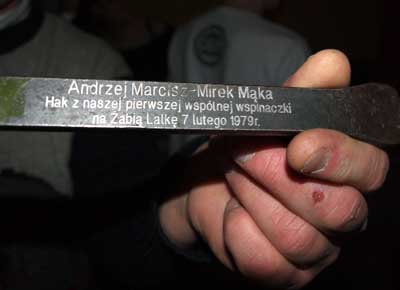 Andrzej Marcisz-Mirek Mąka
Hak z naszej pierwszej wspólnej wspinaczki
na Żabią Lalkę 7 lutego 1979r.